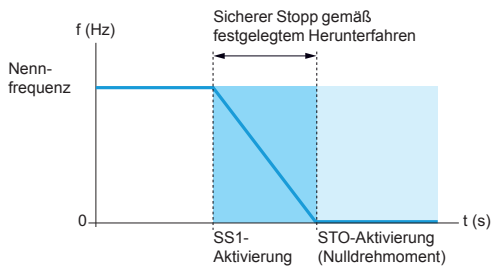 Sicherer Stopp gemäß
festgelegtem Herunterfahren
f (Hz)
Nenn-
frequenz
0
t (s)
SS1-
Aktivierung
STO-Aktivierung
(Nulldrehmoment)